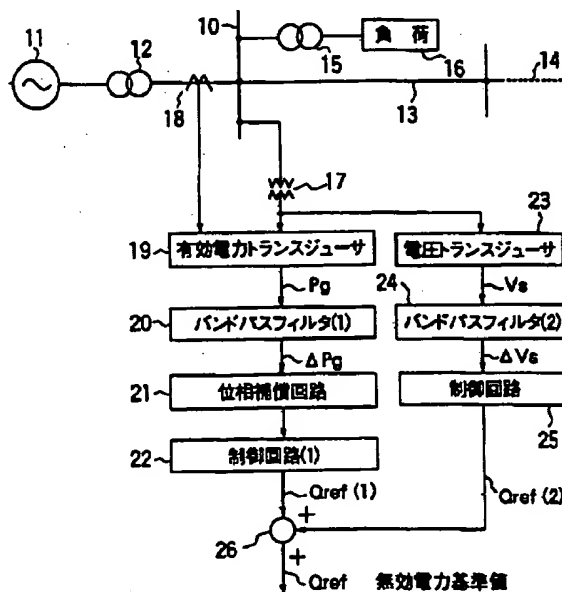 10
11
12
15
負荷
16
14
18
13
17
23
19
有効電力トランスジューサ
電圧トランスジューサ
Pg
24
Vs
20
バンドパスフィルタ(1)
バンドパスフィルタ(2)
ΔPg
ΔVs
21
位相補償回路
制御回路
25
22
制御回路(1)
Qref (1)
Qref (2)
+
26
+
Qref 無効電力基準値